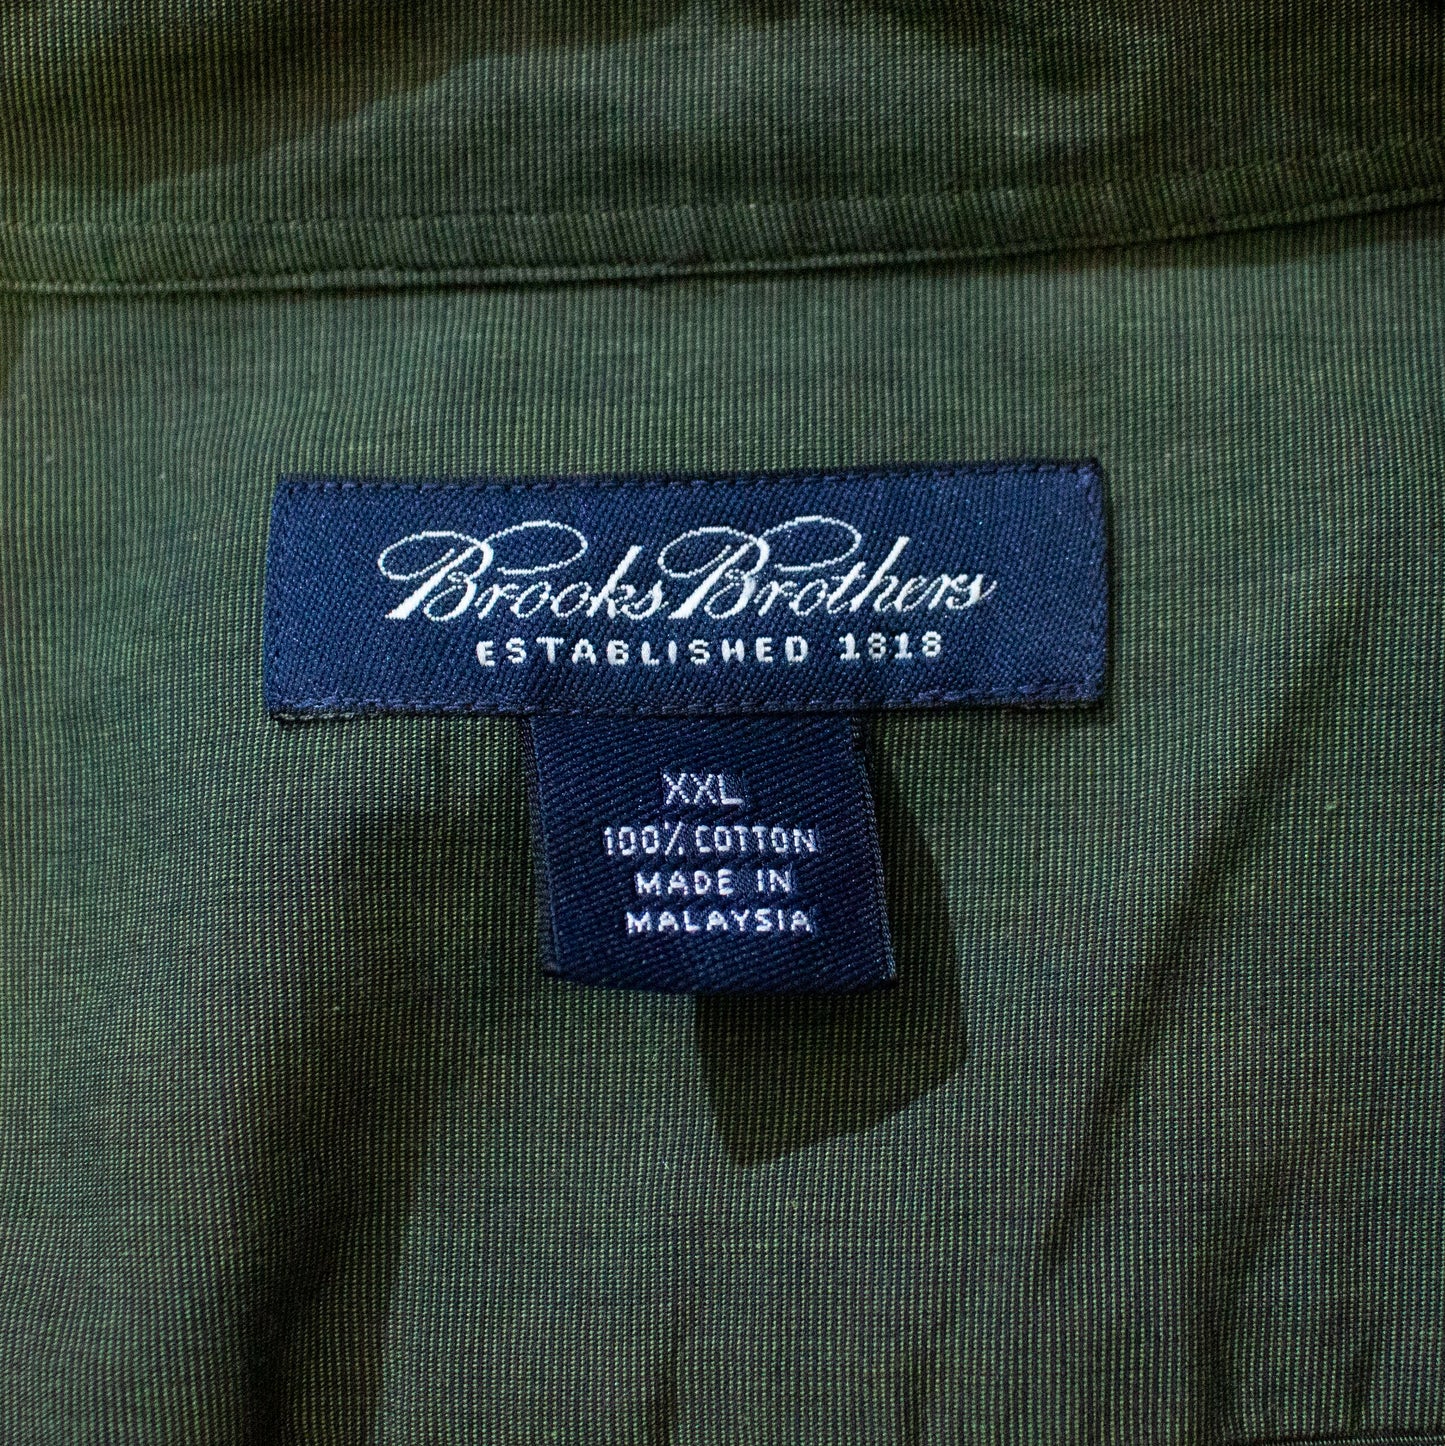 Brooks Brothers
ESTABLISHED 1818
XXL
100% COTTON
MADE IN
MALAYSIA